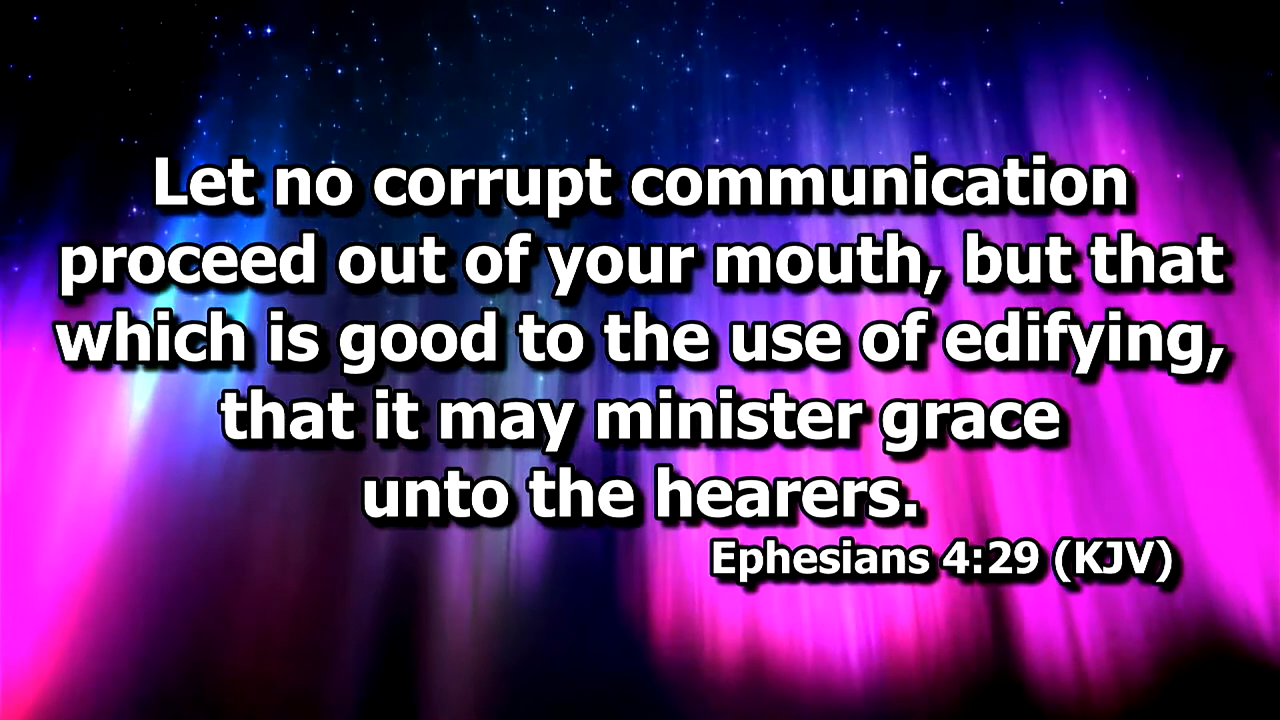 Let no corrupt communication
proceed out of your mouth, but that
which is good to the use of edifying,
that it may minister grace
unto the hearers.
Ephesians 4:29 (KJV)